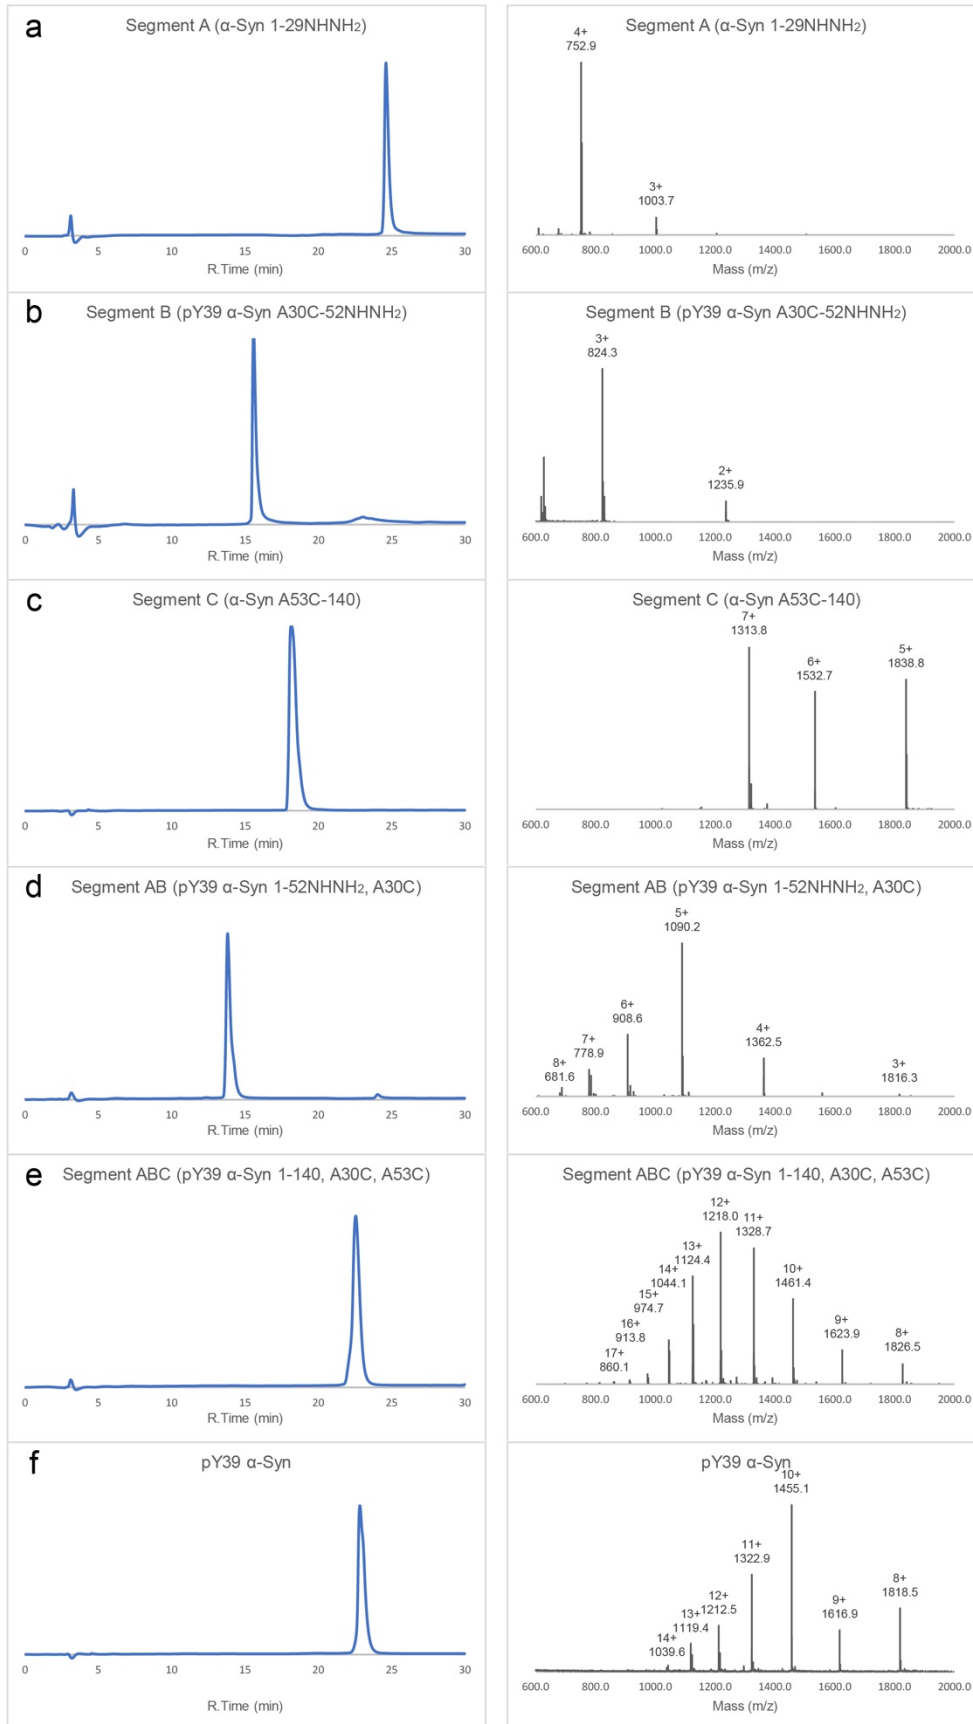 a
Segment A (α-Syn 1-29NHNH₂)
0 5 10 15 20 25 30
R.Time (min)
Segment A (α-Syn 1-29NHNH₂)
4+
752.9
3+
1003.7
600.0 800.0 1000.0 1200.0 1400.0 1600.0 1800.0 2000.0
Mass (m/z)
b
Segment B (pY39 α-Syn A30C-52NHNH₂)
0 5 10 15 20 25 30
R.Time (min)
Segment B (pY39 α-Syn A30C-52NHNH₂)
3+
824.3
2+
1235.9
600.0 800.0 1000.0 1200.0 1400.0 1600.0 1800.0 2000.0
Mass (m/z)
c
Segment C (α-Syn A53C-140)
0 5 10 15 20 25 30
R.Time (min)
Segment C (α-Syn A53C-140)
7+
1313.8
6+
1532.7
5+
1838.8
600.0 800.0 1000.0 1200.0 1400.0 1600.0 1800.0 2000.0
Mass (m/z)
d
Segment AB (pY39 α-Syn 1-52NHNH₂, A30C)
0 5 10 15 20 25 30
R.Time (min)
Segment AB (pY39 α-Syn 1-52NHNH₂, A30C)
8+
681.6
7+
778.9
6+
908.6
5+
1090.2
4+
1362.5
3+
1816.3
600.0 800.0 1000.0 1200.0 1400.0 1600.0 1800.0 2000.0
Mass (m/z)
e
Segment ABC (pY39 α-Syn 1-140, A30C, A53C)
0 5 10 15 20 25 30
R.Time (min)
Segment ABC (pY39 α-Syn 1-140, A30C, A53C)
17+
860.1
16+
913.8
15+
974.7
14+
1044.1
13+
1124.4
12+
1218.0
11+
1328.7
10+
1461.4
9+
1623.9
8+
1826.5
600.0 800.0 1000.0 1200.0 1400.0 1600.0 1800.0 2000.0
Mass (m/z)
f
pY39 α-Syn
0 5 10 15 20 25 30
R.Time (min)
pY39 α-Syn
14+
1039.6
13+
1119.4
12+
1212.5
11+
1322.9
10+
1455.1
9+
1616.9
8+
1818.5
600.0 800.0 1000.0 1200.0 1400.0 1600.0 1800.0 2000.0
Mass (m/z)